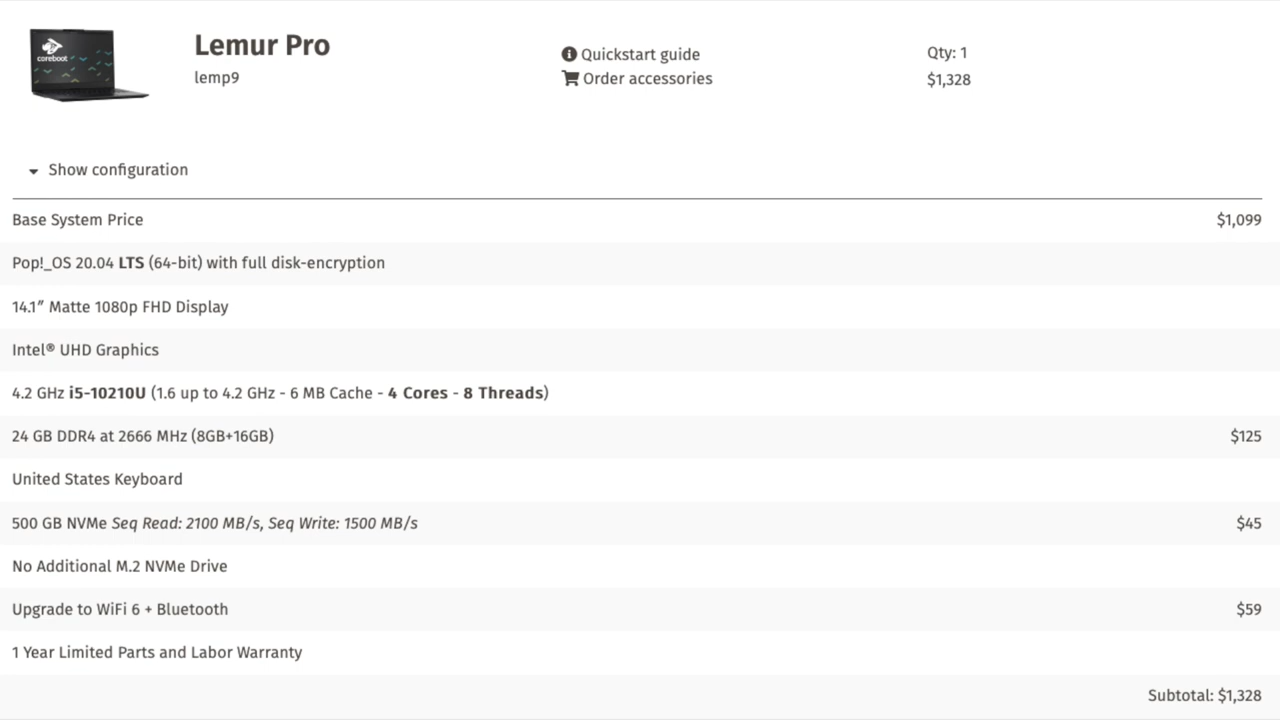 coreboot
Lemur Pro
lemp9
Quickstart guide
Order accessories
Qty: 1
$1,328
Show configuration
Base System Price $1,099
Pop!_OS 20.04 LTS (64-bit) with full disk-encryption
14.1″ Matte 1080p FHD Display
Intel® UHD Graphics
4.2 GHz i5-10210U (1.6 up to 4.2 GHz - 6 MB Cache - 4 Cores - 8 Threads)
24 GB DDR4 at 2666 MHz (8GB+16GB) $125
United States Keyboard
500 GB NVMe Seq Read: 2100 MB/s, Seq Write: 1500 MB/s $45
No Additional M.2 NVMe Drive
Upgrade to WiFi 6 + Bluetooth $59
1 Year Limited Parts and Labor Warranty
Subtotal: $1,328